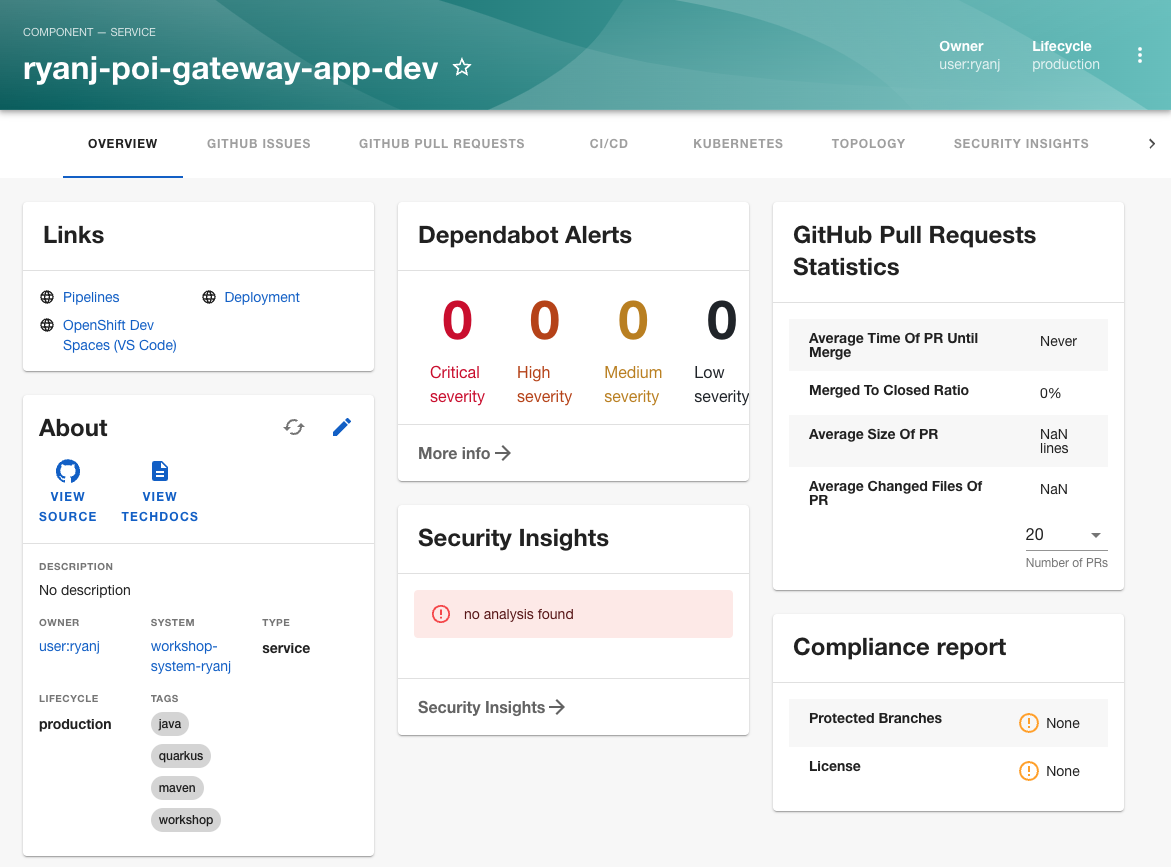 COMPONENT — SERVICE
ryanj-poi-gateway-app-dev
Owner
user:ryanj
Lifecycle
production
OVERVIEW
GITHUB ISSUES
GITHUB PULL REQUESTS
CI/CD
KUBERNETES
TOPOLOGY
SECURITY INSIGHTS
Links
Pipelines
Deployment
OpenShift Dev
Spaces (VS Code)
About
VIEW
SOURCE
VIEW
TECHDOCS
DESCRIPTION
No description
OWNER
user:ryanj
SYSTEM
workshop-
system-ryanj
TYPE
service
LIFECYCLE
production
TAGS
java
quarkus
maven
workshop
Dependabot Alerts
0
Critical
severity
0
High
severity
0
Medium
severity
0
Low
severity
More info
Security Insights
no analysis found
Security Insights
GitHub Pull Requests
Statistics
Average Time Of PR Until
Merge
Never
Merged To Closed Ratio
0%
Average Size Of PR
NaN
lines
Average Changed Files Of
PR
NaN
20
Number of PRs
Compliance report
Protected Branches
None
License
None